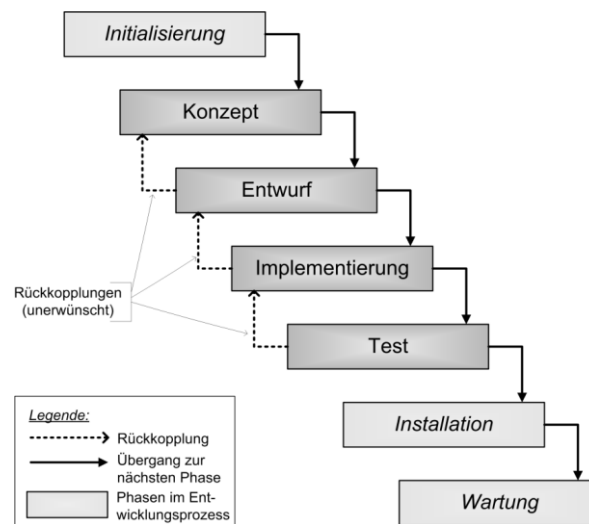 Initialisierung
Konzept
Entwurf
Implementierung
Test
Installation
Wartung
Rückkopplungen
(unerwünscht)
Legende:
Rückkopplung
Übergang zur
nächsten Phase
Phasen im Ent-
wicklungsprozess